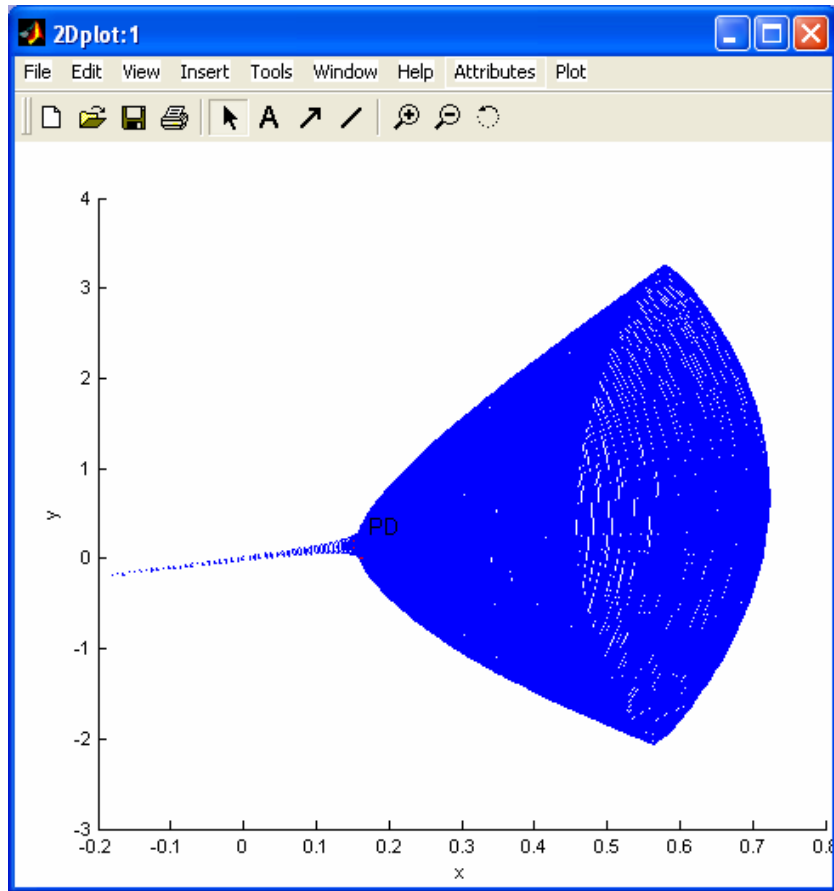 2Dplot:1
File Edit View Insert Tools Window Help Attributes Plot
A
4
3
2
1
0
-1
-2
-3
y
PD
-0.2 -0.1 0 0.1 0.2 0.3 0.4 0.5 0.6 0.7 0.8
x